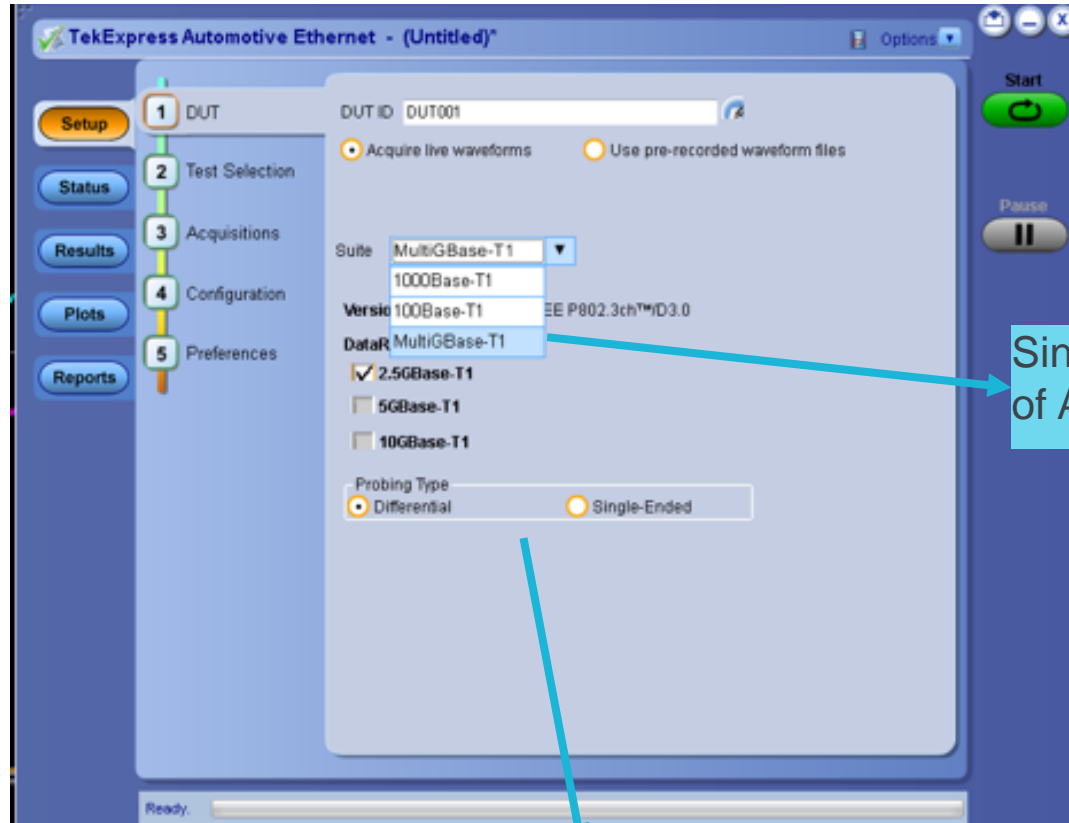 TekExpress Automotive Ethernet - (Untitled)*
Options
Start
Pause
Setup
Status
Results
Plots
Reports
1 DUT
2 Test Selection
3 Acquisitions
4 Configuration
5 Preferences
DUT ID DUT001
Acquire live waveforms Use pre-recorded waveform files
Suite MultiGBase-T1
1000Base-T1
100Base-T1
P802.3ch™/D3.0
MultiGBase-T1
2.5GBase-T1
5GBase-T1
10GBase-T1
Probing Type
Differential Single-Ended
of
Ready.